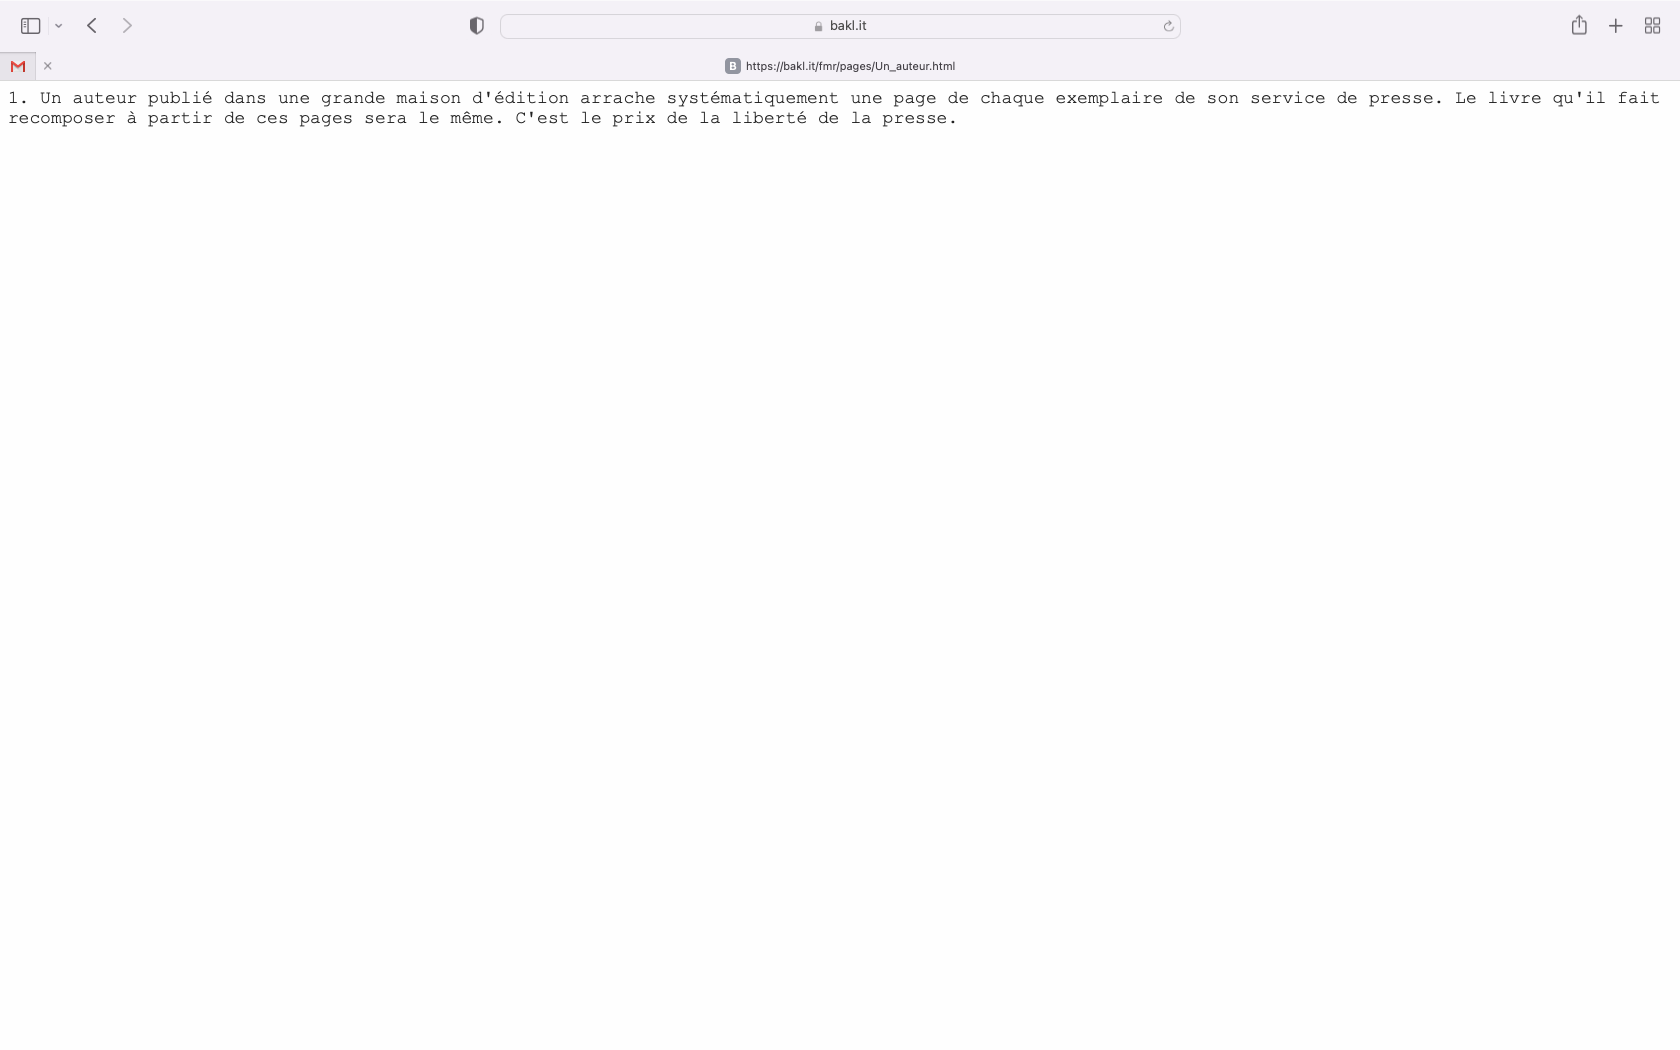 bakl.it
B https://bakl.it/fmr/pages/Un_auteur.html
1. Un auteur publié dans une grande maison d'édition arrache systématiquement une page de chaque exemplaire de son service de presse. Le livre qu'il fait
recomposer à partir de ces pages sera le même. C'est le prix de la liberté de la presse.